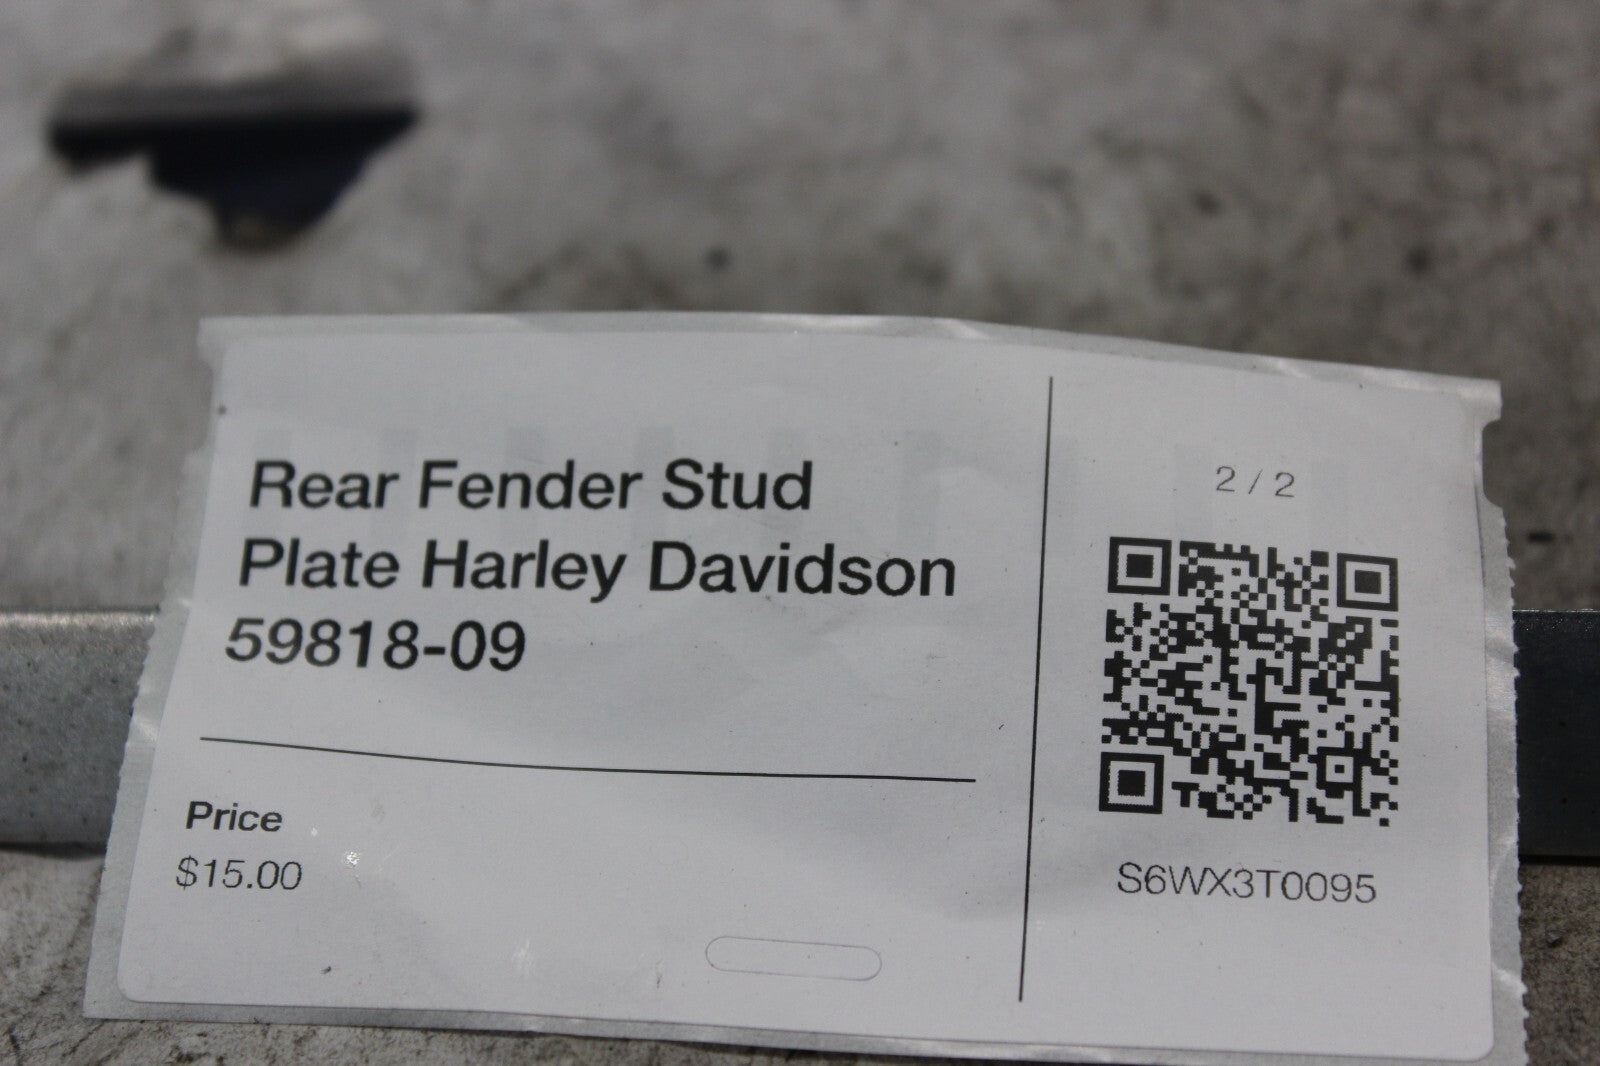 Rear Fender Stud
Plate Harley Davidson
59818-09
Price
$15.00
2 / 2
S6WX3T0095